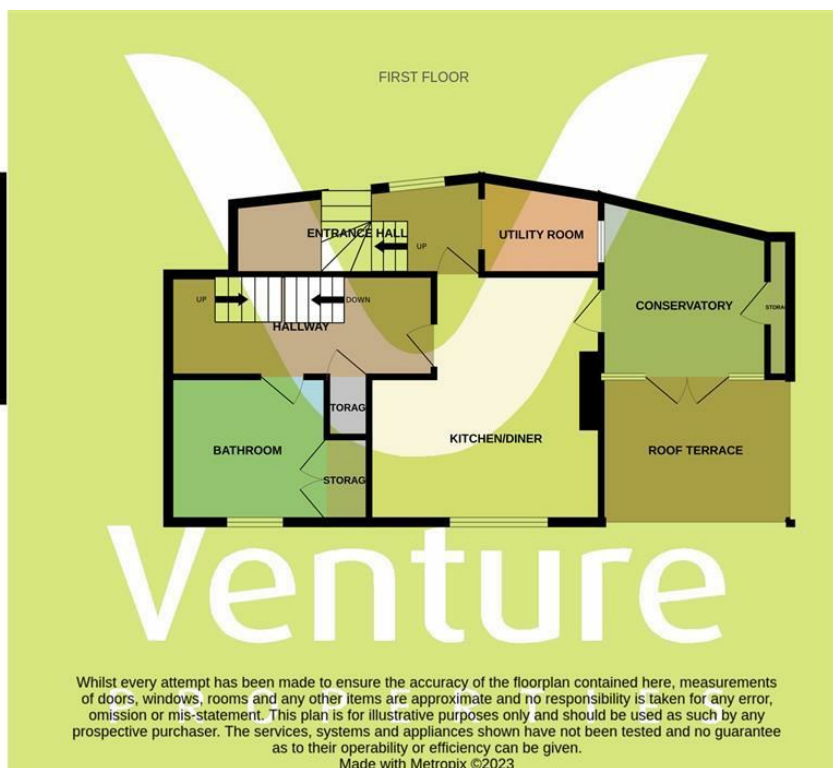 FIRST FLOOR
ENTRANCE HALL
UP
UTILITY ROOM
UP
DOWN
HALLWAY
CONSERVATORY
STORA
TORAG
KITCHEN/DINER
BATHROOM
ROOF TERRACE
STORAG
Venture
PROPERTIES
Whilst every attempt has been made to ensure the accuracy of the floorplan contained here, measurements
of doors, windows, rooms and any other items are approximate and no responsibility is taken for any error,
omission or mis-statement. This plan is for illustrative purposes only and should be used as such by any
prospective purchaser. The services, systems and appliances shown have not been tested and no guarantee
as to their operability or efficiency can be given.
Made with Metropix ©2023